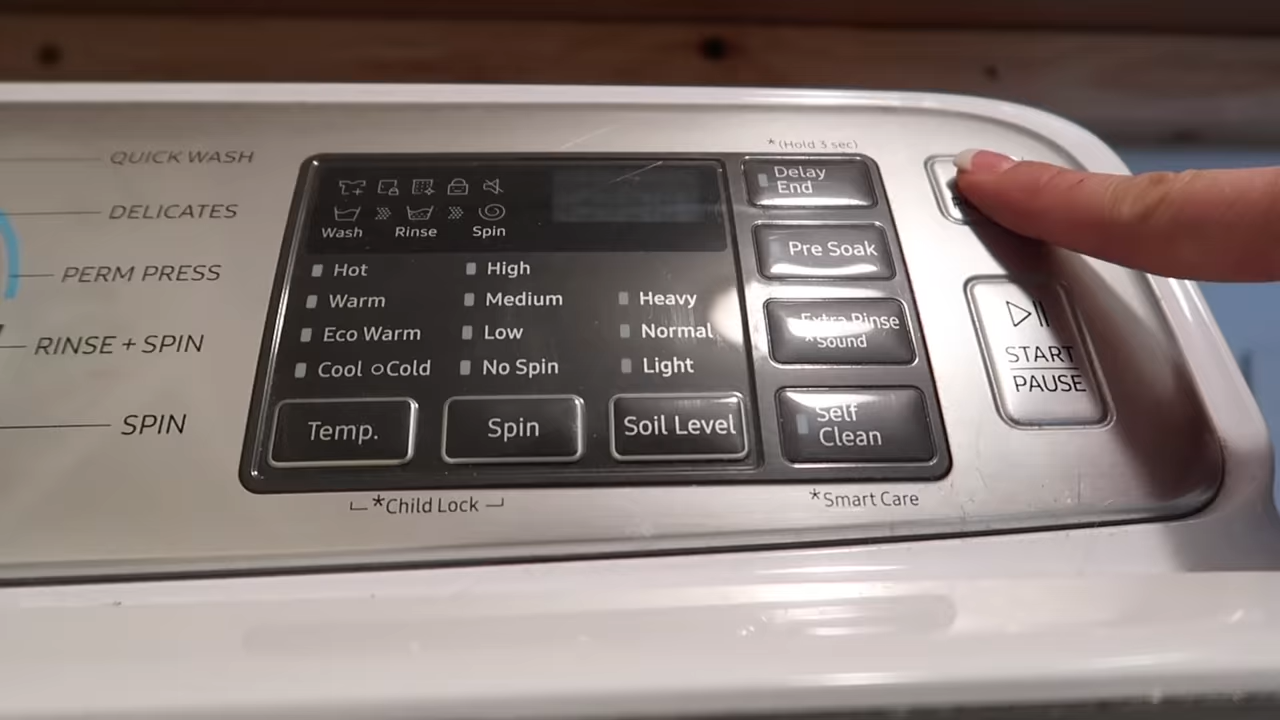 QUICK WASH
DELICATES
PERM PRESS
RINSE + SPIN
SPIN
Wash Rinse Spin
Hot
Warm
Eco Warm
Cool Cold
Temp.
High
Medium
Low
No Spin
Spin
Heavy
Normal
Light
Soil Level
*Child Lock
*(Hold 3 sec)
Delay
End
Pre Soak
Extra Rinse
*Sound
Self
Clean
*Smart Care
START
PAUSE